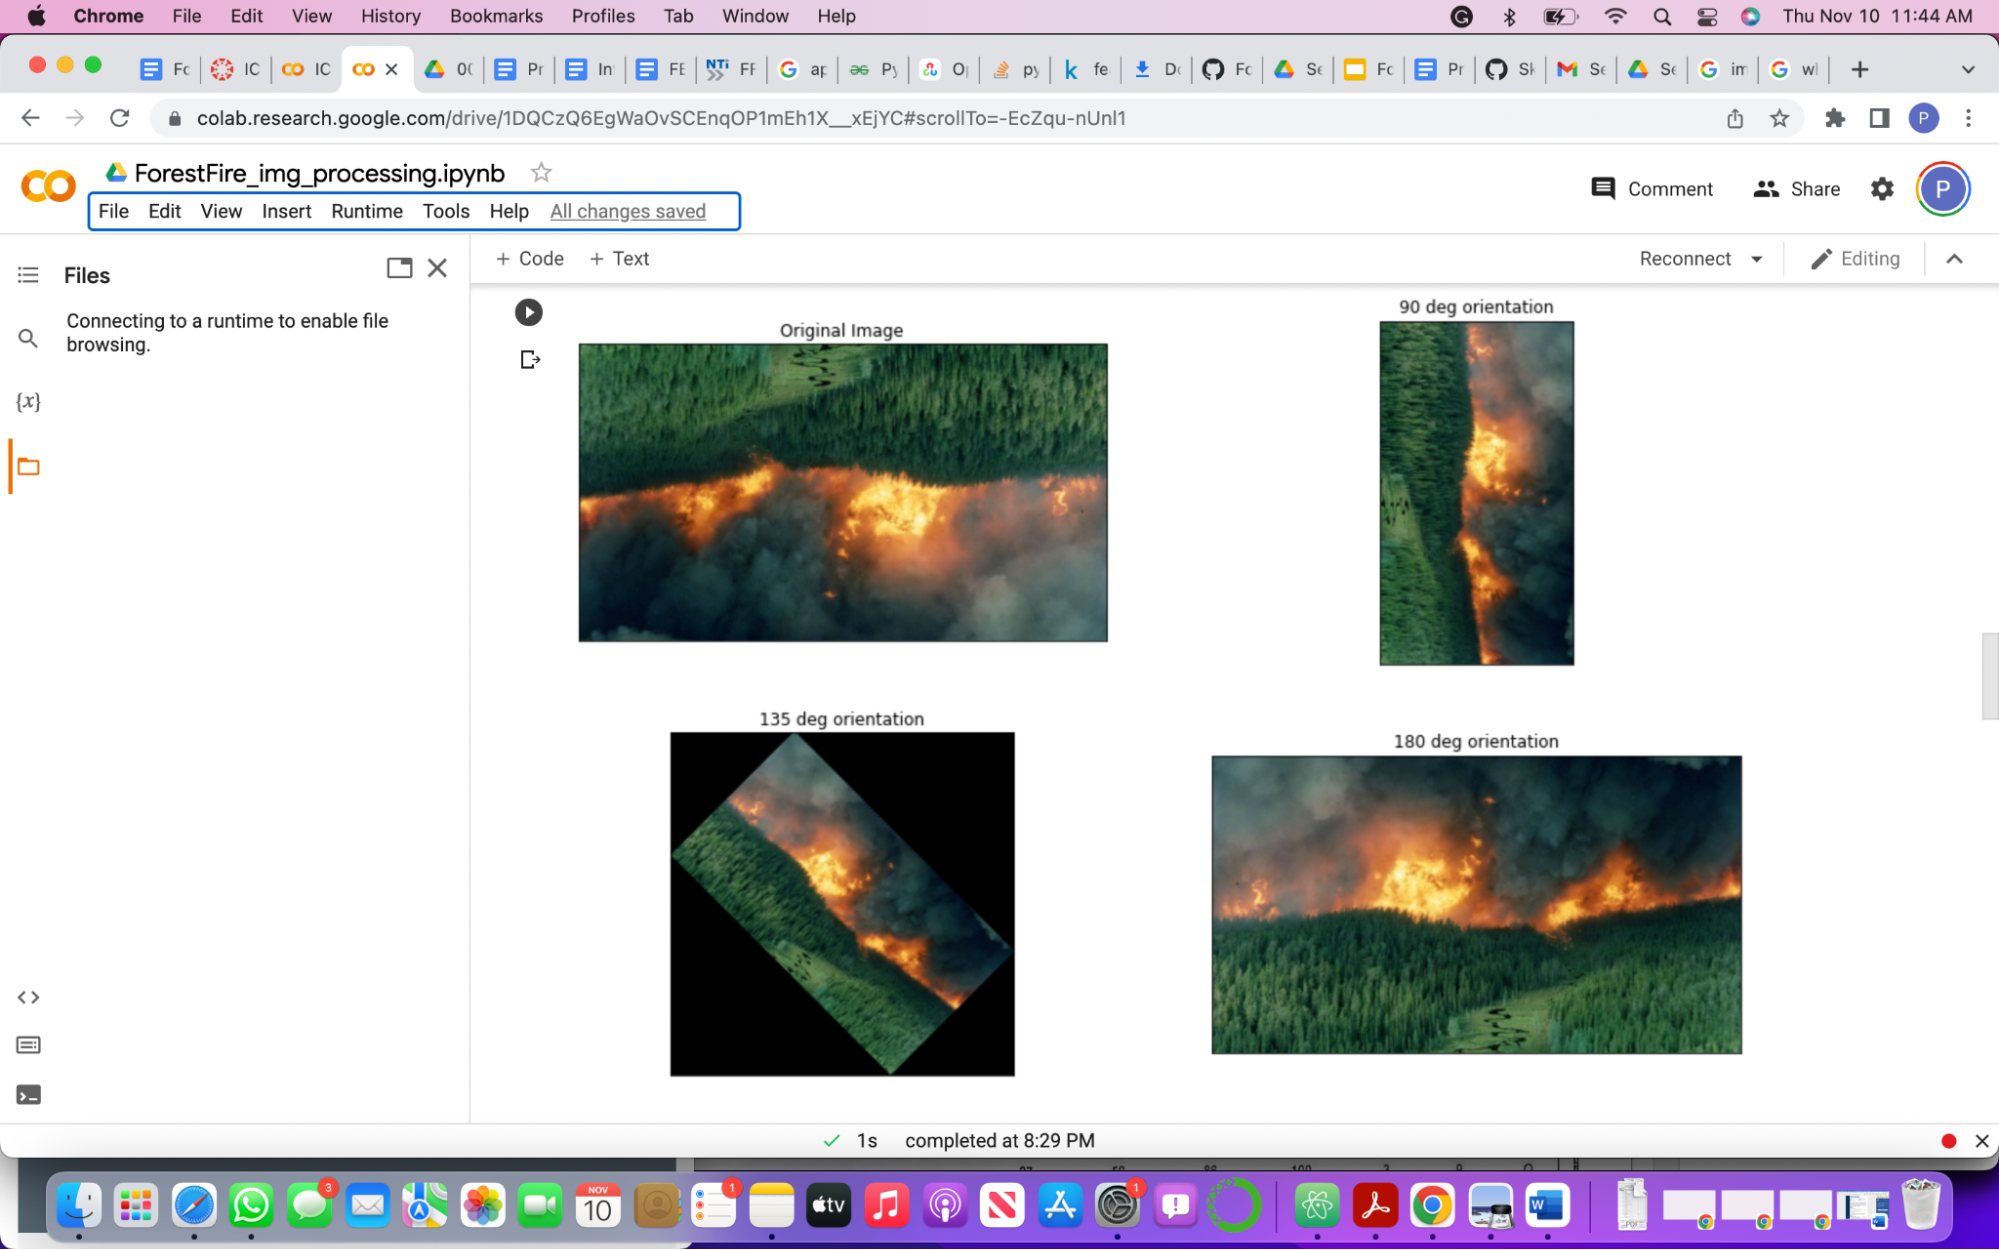 Chrome File Edit View History Bookmarks Profiles Tab Window Help Thu Nov 10 11:44 AM
Fc IC IC 0( Pr In FE NTi FF ap Py O py fe Dc Fc Se Fc Pr Sk Se Se im wl
colab.research.google.com/drive/1DQCzQ6EgWaOvSCEnqOP1mEh1X__xEjYC#scrollTo=-EcZqu-nUnl1 P
ForestFire_img_processing.ipynb
Comment Share P
File Edit View Insert Runtime Tools Help All changes saved
Files
+ Code + Text
Reconnect Editing
Connecting to a runtime to enable file
browsing.
{x}
Original Image
90 deg orientation
135 deg orientation
180 deg orientation
1s completed at 8:29 PM
3
NOV
10
1
tv
1
W